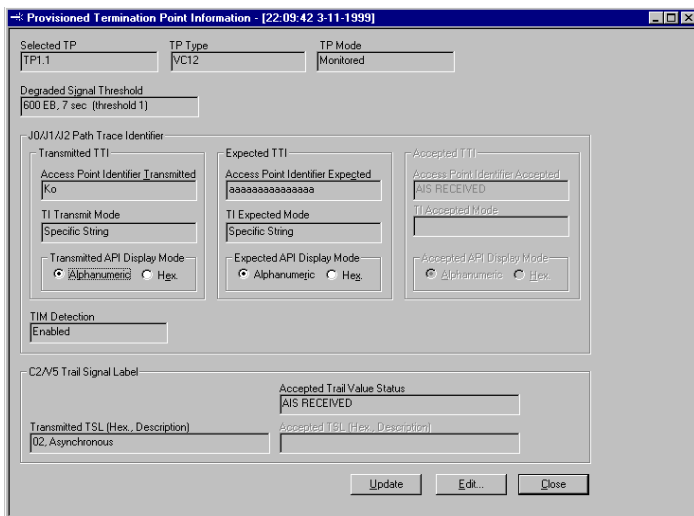 Provisioned Termination Point Information - [22:09:42 3-11-1999]
Selected TP
TP Type
TP Mode
TP1.1
VC12
Monitored
Degraded Signal Threshold
600 EB, 7 sec (threshold 1)
J0/J1/J2 Path Trace Identifier
Transmitted TTI
Expected TTI
Accepted TTI
Access Point Identifier Transmitted
Access Point Identifier Expected
Access Point Identifier Accepted
Ko
aaaaaaaaaaaaaaa
AIS RECEIVED
TI Transmit Mode
TI Expected Mode
TI Accepted Mode
Specific String
Specific String
Transmitted API Display Mode
Expected API Display Mode
Accepted API Display Mode
Alphanumeric Hex.
Alphanumeric Hex.
Alphanumeric Hex.
TIM Detection
Enabled
C2/V5 Trail Signal Label
Accepted Trail Value Status
AIS RECEIVED
Transmitted TSL (Hex., Description)
Accepted TSL (Hex., Description)
02, Asynchronous
Update
Edit...
Close